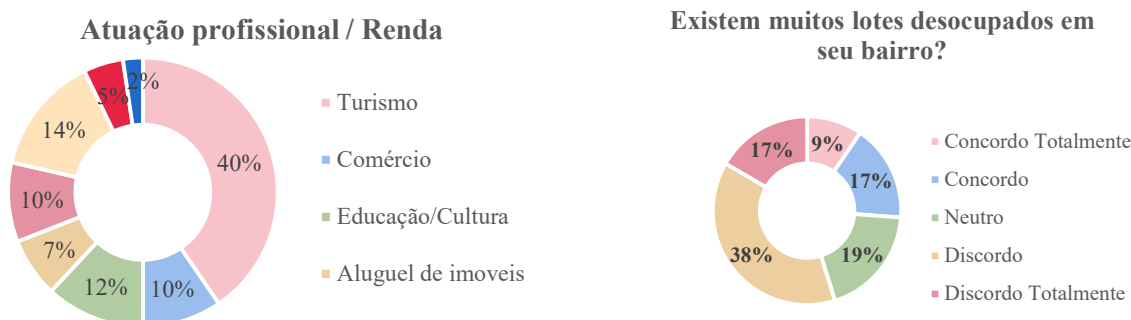 Atuação profissional / Renda
2%
5%
14%
40%
10%
7%
12%
10%
Turismo
Comércio
Educação/Cultura
Aluguel de imoveis
Existem muitos lotes desocupados em
seu bairro?
9%
17%
17%
38%
19%
Concordo Totalmente
Concordo
Neutro
Discordo
Discordo Totalmente